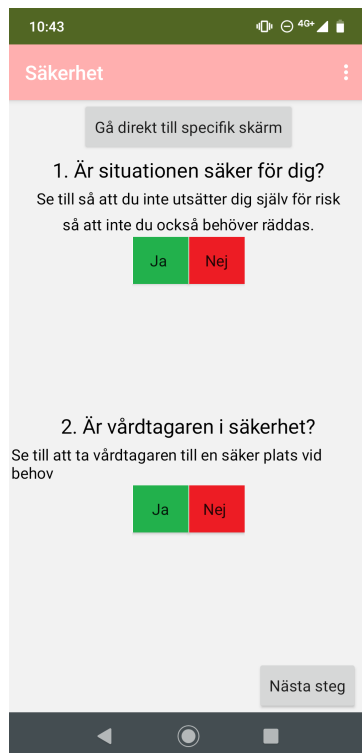 10:43
4G+
Säkerhet
Gå direkt till specifik skärm
1. Är situationen säker för dig?
Se till så att du inte utsätter dig själv för risk
så att inte du också behöver räddas.
Ja Nej
2. Är vårdtagaren i säkerhet?
Se till att ta vårdtagaren till en säker plats vid
behov
Ja Nej
Nästa steg